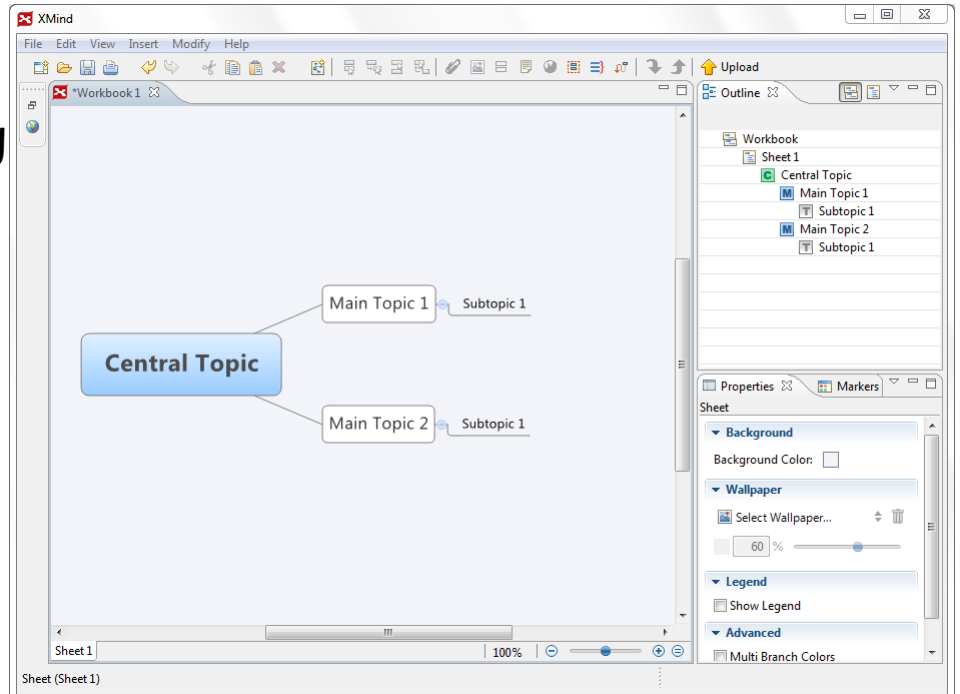 XMind
File Edit View Insert Modify Help
Upload
*Workbook 1
Outline
Workbook
Sheet 1
C Central Topic
M Main Topic 1
T Subtopic 1
M Main Topic 2
T Subtopic 1
Main Topic 1
Subtopic 1
Central Topic
Main Topic 2
Subtopic 1
Properties
Markers
Sheet
Background
Background Color:
Wallpaper
Select Wallpaper...
60 %
Legend
Show Legend
Advanced
Multi Branch Colors
Sheet 1
100%
Sheet (Sheet 1)